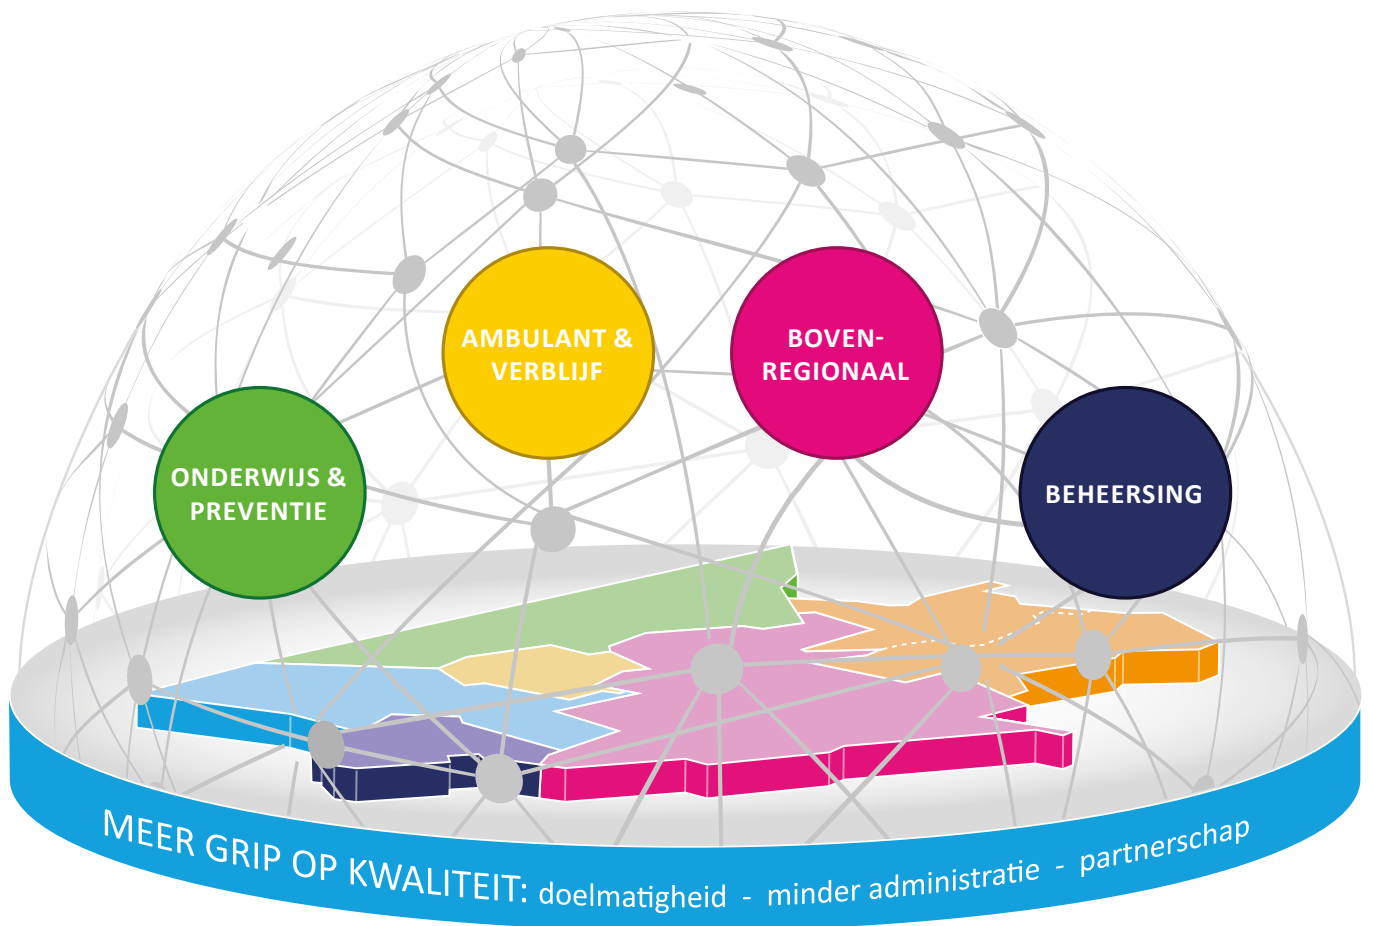 AMBULANT &
VERBLIJF
BOVEN-
REGIONAAL
ONDERWIJS &
PREVENTIE
BEHEERSING
MEER GRIP OP KWALITEIT: doelmatigheid - minder administratie - partnerschap